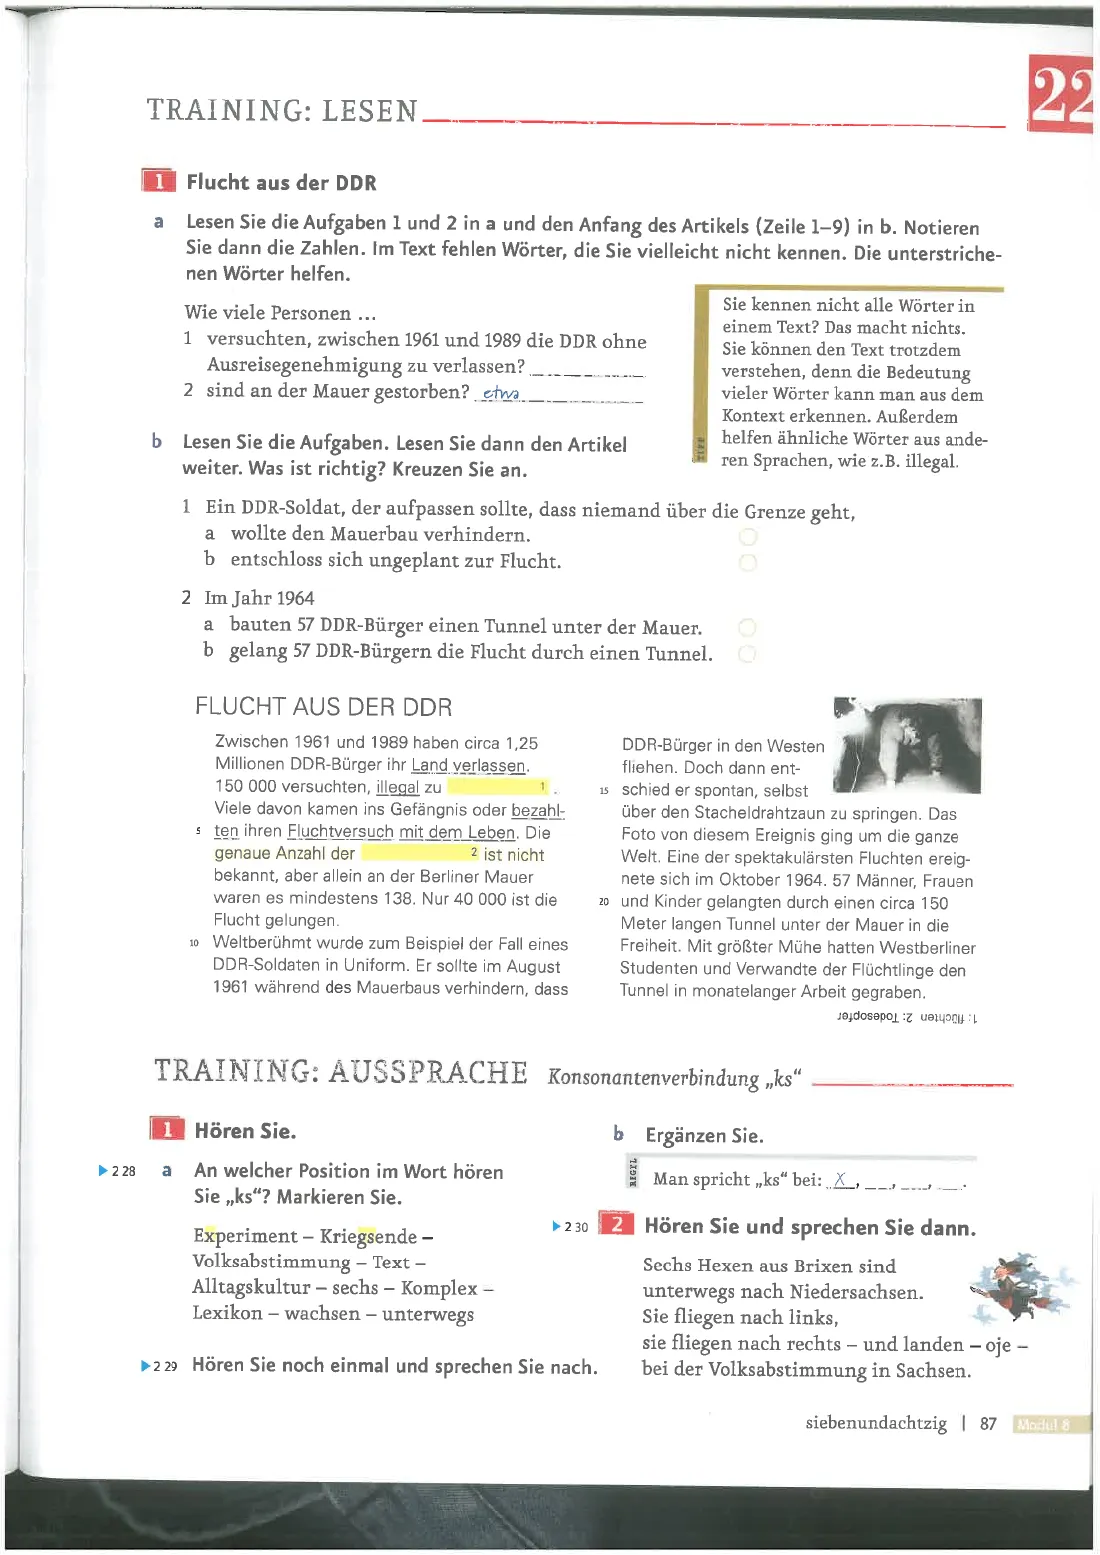 22
TRAINING: LESEN
1 Flucht aus der DDR
a Lesen Sie die Aufgaben 1 und 2 in a und den Anfang des Artikels (Zeile 1–9) in b. Notieren
Sie dann die Zahlen. Im Text fehlen Wörter, die Sie vielleicht nicht kennen. Die unterstriche-
nen Wörter helfen.
Wie viele Personen ...
1 versuchten, zwischen 1961 und 1989 die DDR ohne
Ausreisegenehmigung zu verlassen?
2 sind an der Mauer gestorben? etwa
Sie kennen nicht alle Wörter in
einem Text? Das macht nichts.
Sie können den Text trotzdem
verstehen, denn die Bedeutung
vieler Wörter kann man aus dem
Kontext erkennen. Außerdem
helfen ähnliche Wörter aus ande-
ren Sprachen, wie z.B. illegal.
TIPP
b Lesen Sie die Aufgaben. Lesen Sie dann den Artikel
weiter. Was ist richtig? Kreuzen Sie an.
1 Ein DDR-Soldat, der aufpassen sollte, dass niemand über die Grenze geht,
a wollte den Mauerbau verhindern.
b entschloss sich ungeplant zur Flucht.
2 Im Jahr 1964
a bauten 57 DDR-Bürger einen Tunnel unter der Mauer.
b gelang 57 DDR-Bürgern die Flucht durch einen Tunnel.
FLUCHT AUS DER DDR
Zwischen 1961 und 1989 haben circa 1,25
Millionen DDR-Bürger ihr Land verlassen.
150 000 versuchten, illegal zu 1 .
Viele davon kamen ins Gefängnis oder bezahl-
5 ten ihren Fluchtversuch mit dem Leben. Die
genaue Anzahl der 2 ist nicht
bekannt, aber allein an der Berliner Mauer
waren es mindestens 138. Nur 40 000 ist die
Flucht gelungen.
10 Weltberühmt wurde zum Beispiel der Fall eines
DDR-Soldaten in Uniform. Er sollte im August
1961 während des Mauerbaus verhindern, dass
DDR-Bürger in den Westen
fliehen. Doch dann ent-
15 schied er spontan, selbst
über den Stacheldrahtzaun zu springen. Das
Foto von diesem Ereignis ging um die ganze
Welt. Eine der spektakulärsten Fluchten ereig-
nete sich im Oktober 1964. 57 Männer, Frauen
20 und Kinder gelangten durch einen circa 150
Meter langen Tunnel unter der Mauer in die
Freiheit. Mit größter Mühe hatten Westberliner
Studenten und Verwandte der Flüchtlinge den
Tunnel in monatelanger Arbeit gegraben.
1: flüchten 2: Todesopfer
TRAINING: AUSSPRACHE Konsonantenverbindung „ks“
1 Hören Sie.
2 28 a An welcher Position im Wort hören
Sie „ks“? Markieren Sie.
Experiment – Kriegsende –
Volksabstimmung – Text –
Alltagskultur – sechs – Komplex –
Lexikon – wachsen – unterwegs
2 29 Hören Sie noch einmal und sprechen Sie nach.
b Ergänzen Sie.
REGEL
Man spricht „ks“ bei: X , , , .
2 30 2 Hören Sie und sprechen Sie dann.
Sechs Hexen aus Brixen sind
unterwegs nach Niedersachsen.
Sie fliegen nach links,
sie fliegen nach rechts – und landen – oje –
bei der Volksabstimmung in Sachsen.
siebenundachtzig | 87 Modul 8